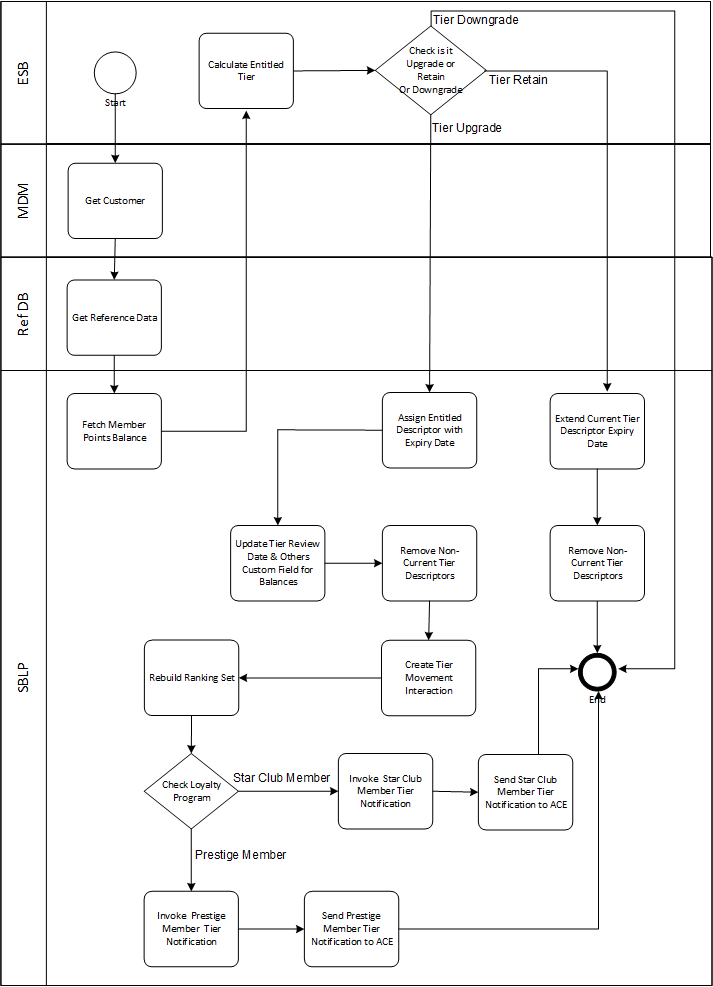 Tier Downgrade
ESB
Start
Calculate Entitled
Tier
Check is it
Upgrade or
Retain
Or Downgrade
Tier Retain
Tier Upgrade
MDM
Get Customer
Ref DB
Get Reference Data
SBLP
Fetch Member
Points Balance
Assign Entitled
Descriptor with
Expiry Date
Extend Current Tier
Descriptor Expiry
Date
Update Tier Review
Date & Others
Custom Field for
Balances
Remove Non-
Current Tier
Descriptors
Remove Non-
Current Tier
Descriptors
Rebuild Ranking Set
Create Tier
Movement
Interaction
End
Check Loyalty
Program
Star Club Member
Invoke Star Club
Member Tier
Notification
Send Star Club
Member Tier
Notification to ACE
Prestige Member
Invoke Prestige
Member Tier
Notification
Send Prestige
Member Tier
Notification to ACE